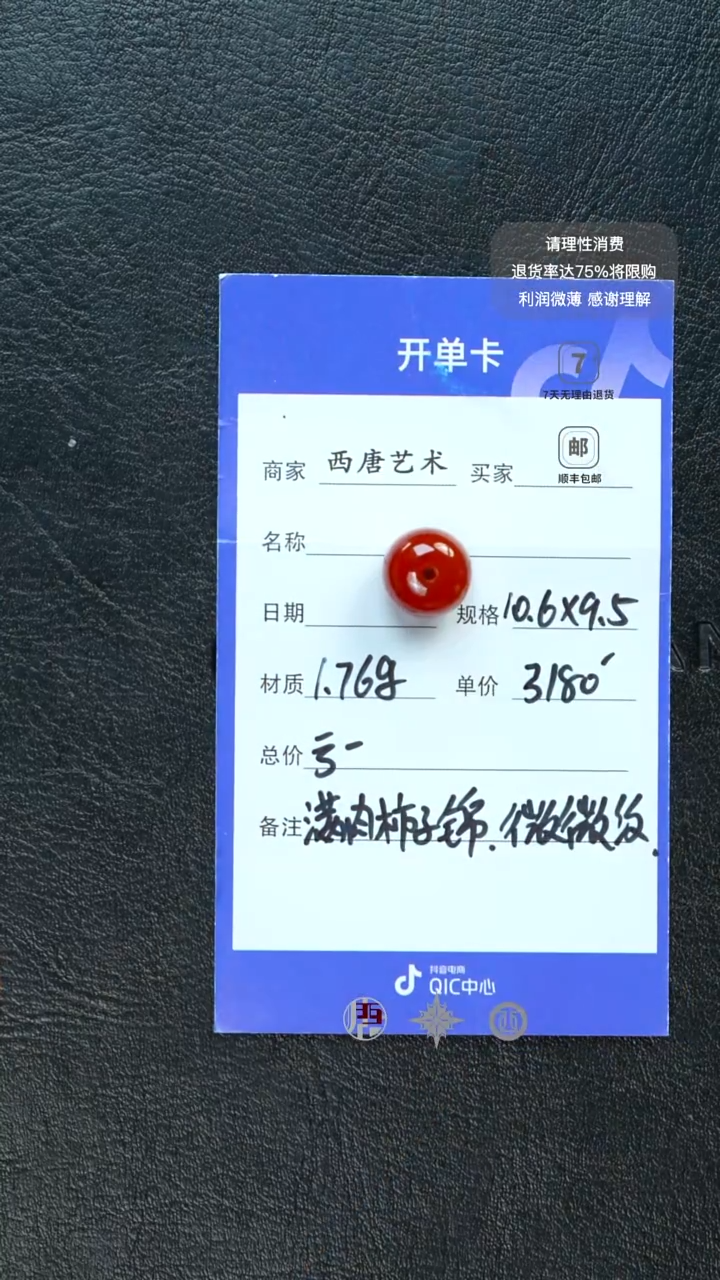 请理性消费
退货率达75%将限购
利润微薄 感谢理解
开单卡
7
7天无理由退货
邮
顺丰包邮
商家 西唐艺术 买家
名称
日期 规格 10.6X9.5
材质 1.76g 单价 3180
总价
备注 满肉柿子锦.微微纹.
抖音电商
QIC中心